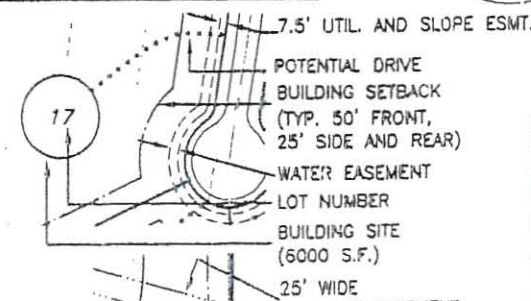 7.5' UTIL. AND SLOPE ESMT.
POTENTIAL DRIVE
BUILDING SETBACK
(TYP. 50' FRONT,
25' SIDE AND REAR)
17
WATER EASEMENT
LOT NUMBER
BUILDING SITE
(6000 S.F.)
25' WIDE